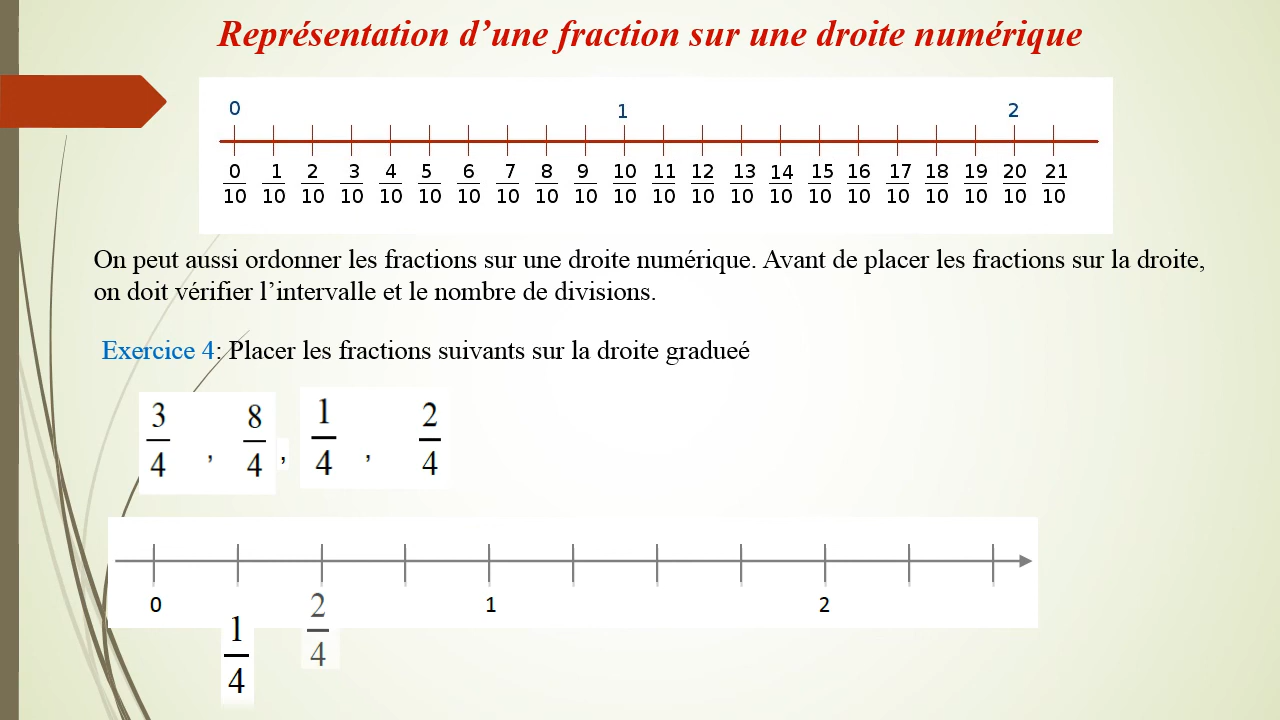 Représentation d’une fraction sur une droite numérique
0 1 2
0/10 1/10 2/10 3/10 4/10 5/10 6/10 7/10 8/10 9/10 10/10 11/10 12/10 13/10 14/10 15/10 16/10 17/10 18/10 19/10 20/10 21/10
On peut aussi ordonner les fractions sur une droite numérique. Avant de placer les fractions sur la droite,
on doit vérifier l’intervalle et le nombre de divisions.
Exercice 4: Placer les fractions suivants sur la droite gradueé
3/4 , 8/4 , 1/4 , 2/4
0 1 2
1/4 2/4